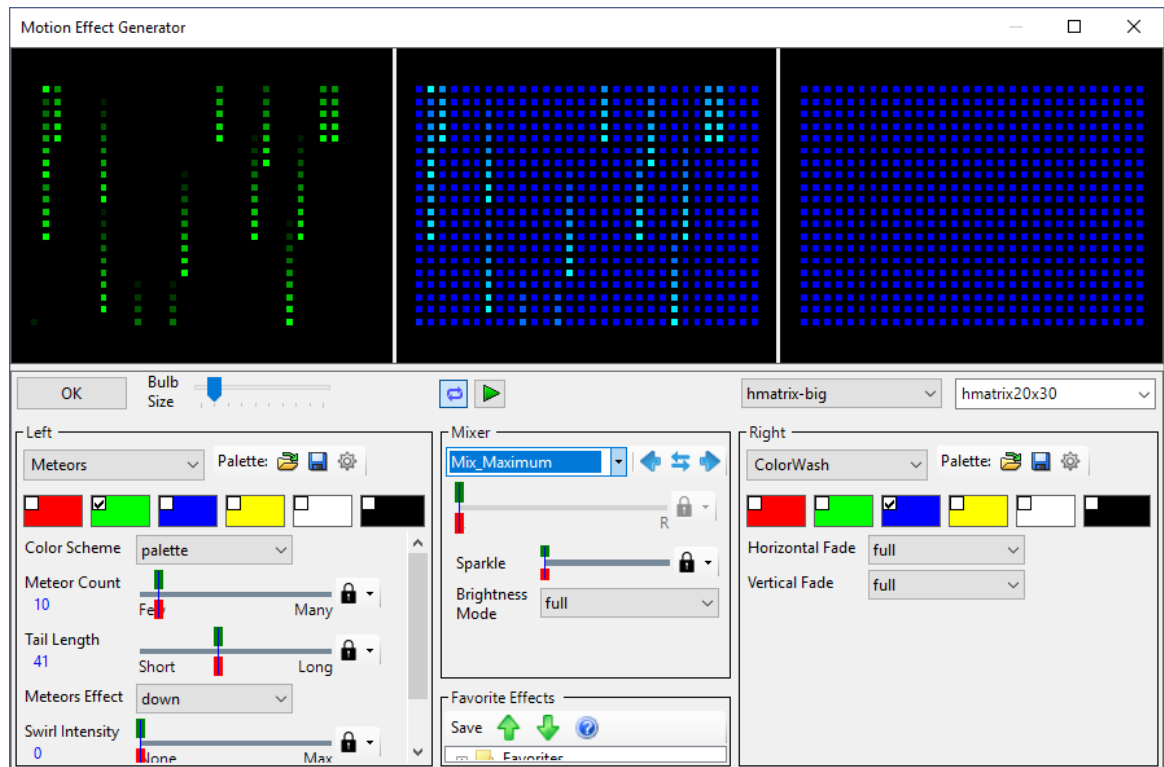 Motion Effect Generator
OK
Bulb
Size
hmatrix-big
hmatrix20x30
Left
Meteors
Palette:
Color Scheme
palette
Meteor Count
10
Few
Many
Tail Length
41
Short
Long
Meteors Effect
down
Swirl Intensity
0
None
Max
Mixer
Mix_Maximum
R
Sparkle
Brightness
Mode
full
Favorite Effects
Save
Favorites
Right
ColorWash
Palette:
Horizontal Fade
full
Vertical Fade
full